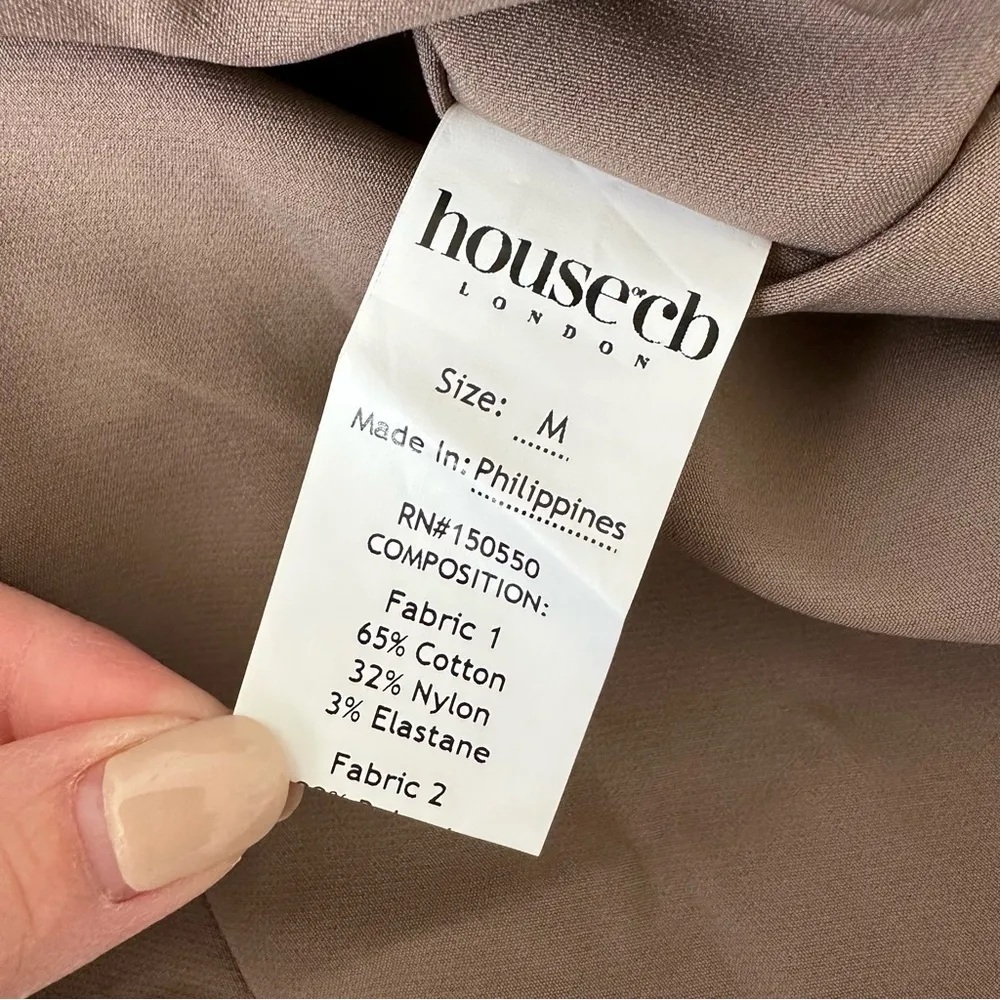 house of cb
LONDON
Size: M
Made In: Philippines
RN#150550
COMPOSITION:
Fabric 1
65% Cotton
32% Nylon
3% Elastane
Fabric 2